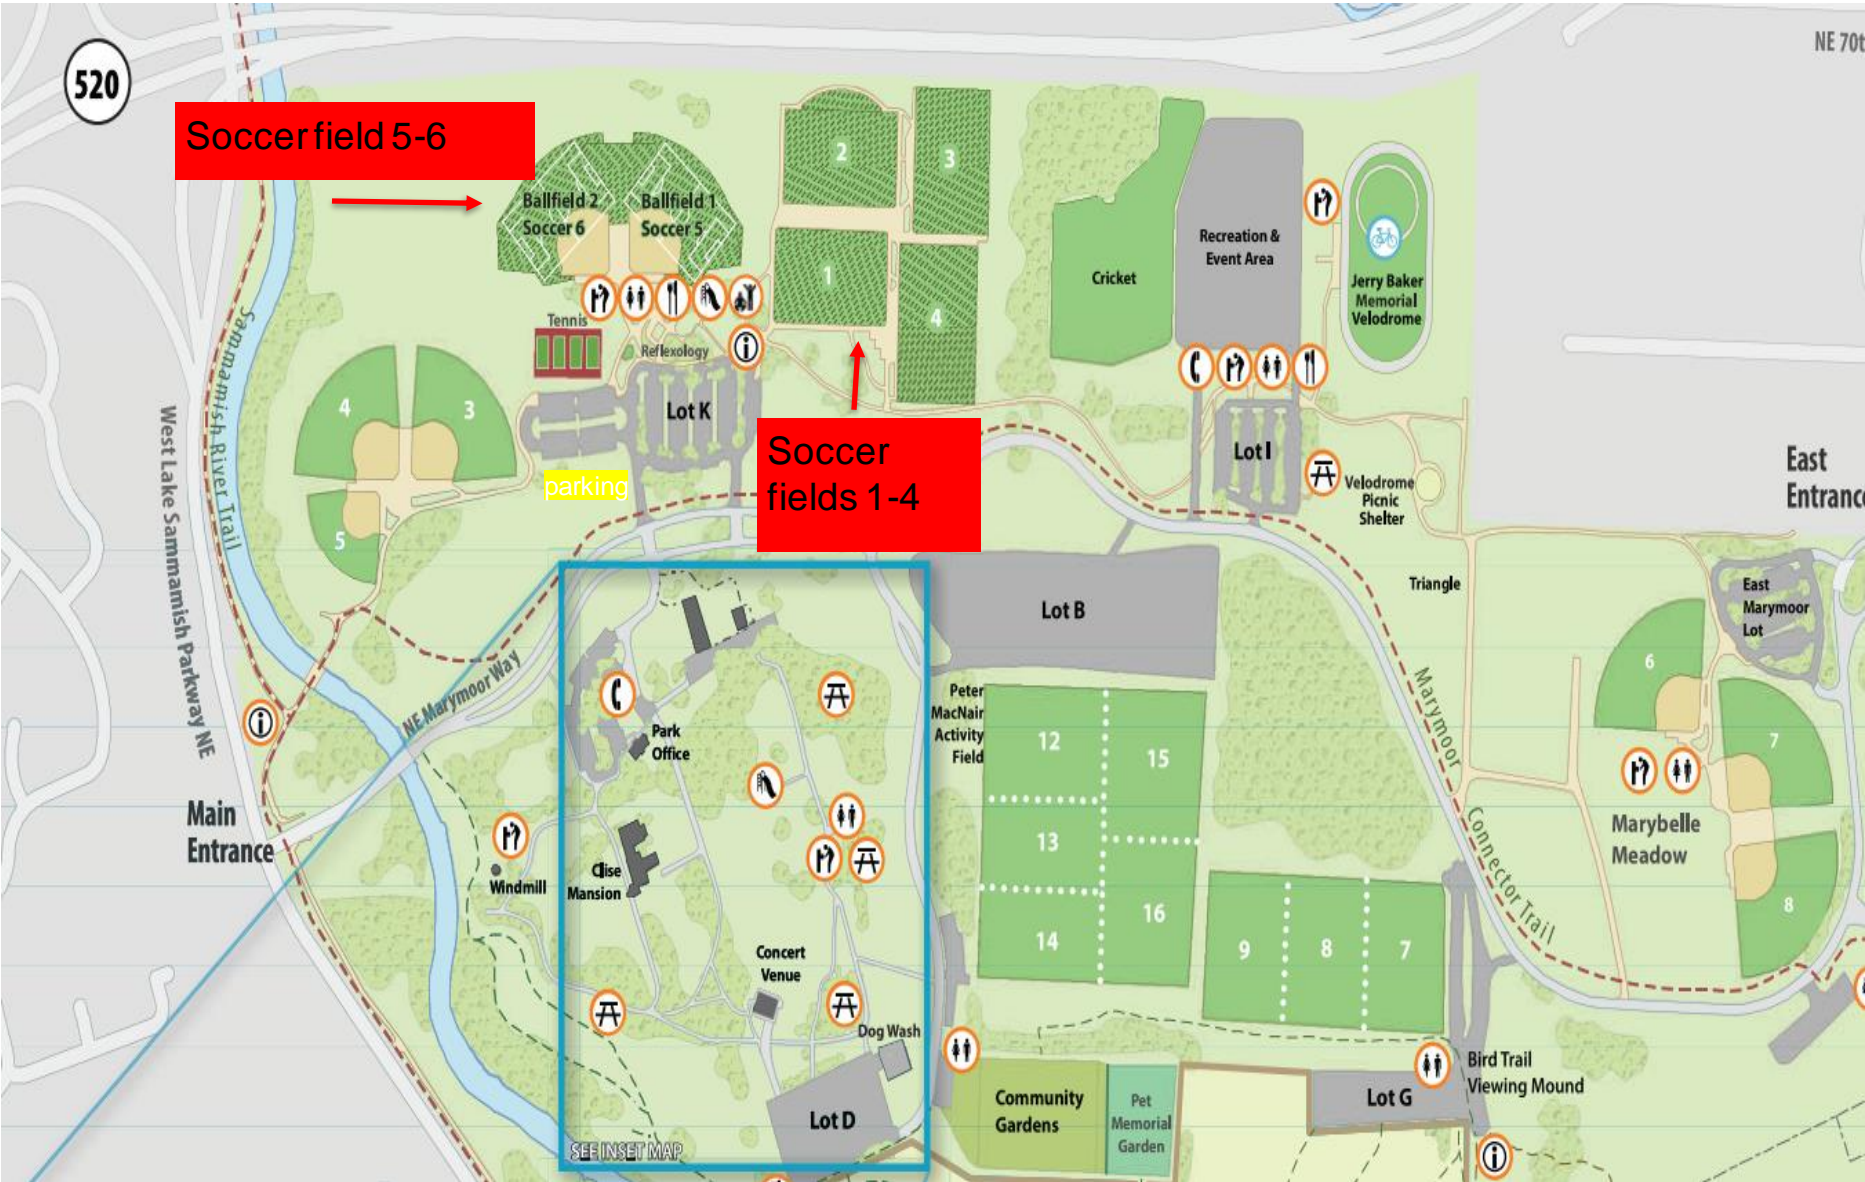 520
NE 70t
Soccer field 5-6
Ballfield 2
Soccer 6
Ballfield 1
Soccer 5
2
3
1
4
Cricket
Recreation &
Event Area
Jerry Baker
Memorial
Velodrome
Tennis
Reflexology
Lot K
4
3
5
parking
Soccer
fields 1-4
Lot I
Velodrome
Picnic
Shelter
East
Entranc
Sammamish River Trail
West Lake Sammamish Parkway NE
NE Marymoor Way
Lot B
Triangle
East
Marymoor
Lot
6
7
8
Marybelle
Meadow
Marymoor
Connector Trail
Peter
MacNair
Activity
Field
12
15
13
14
16
9
8
7
Park
Office
Main
Entrance
Windmill
Clise
Mansion
Concert
Venue
Dog Wash
Lot D
SEE INSET MAP
Community
Gardens
Pet
Memorial
Garden
Lot G
Bird Trail
Viewing Mound